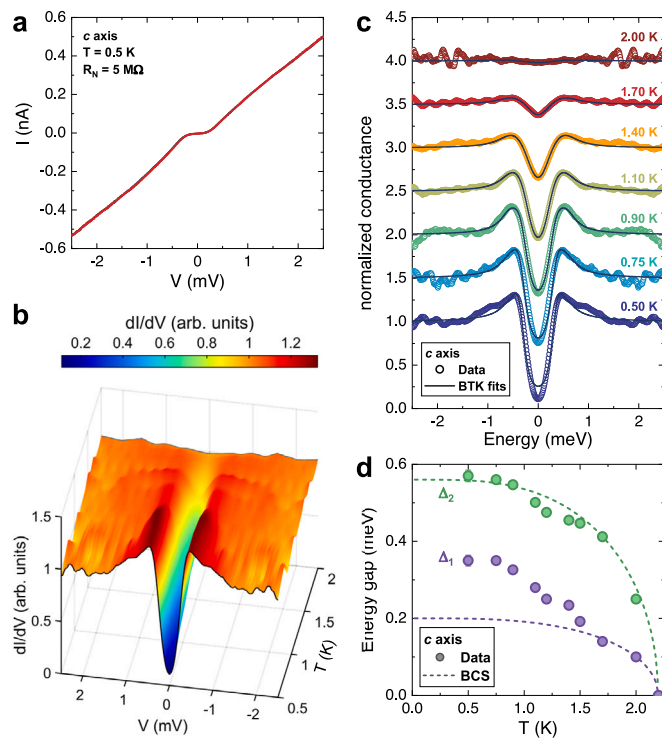 a
c axis
T = 0.5 K
R_N = 5 MΩ
0.6
0.4
0.2
0.0
-0.2
-0.4
-0.6
I (nA)
-2 -1 0 1 2
V (mV)
b
dI/dV (arb. units)
0.2 0.4 0.6 0.8 1 1.2
1.5
1
0.5
0
dI/dV (arb. units)
2 1 0 -1 -2
V (mV)
0.5
1
1.5
2
T (K)
c
4.5
4.0
3.5
3.0
2.5
2.0
1.5
1.0
0.5
0.0
normalized conductance
2.00 K
1.70 K
1.40 K
1.10 K
0.90 K
0.75 K
0.50 K
c axis
Data
BTK fits
-2 -1 0 1 2
Energy (meV)
d
0.6
0.4
0.2
0.0
Energy gap (meV)
Δ₂
Δ₁
c axis
Data
BCS
0.0 0.5 1.0 1.5 2.0
T (K)